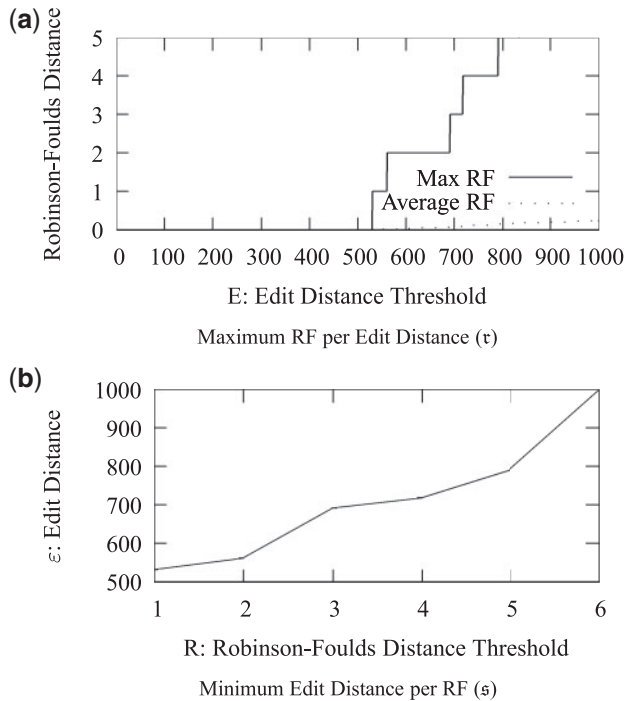 (a)
Robinson-Foulds Distance
5
4
3
2
1
0
Max RF
Average RF
0 100 200 300 400 500 600 700 800 900 1000
E: Edit Distance Threshold
Maximum RF per Edit Distance (𝔯)
(b)
ε: Edit Distance
1000
900
800
700
600
500
1 2 3 4 5 6
R: Robinson-Foulds Distance Threshold
Minimum Edit Distance per RF (𝔰)